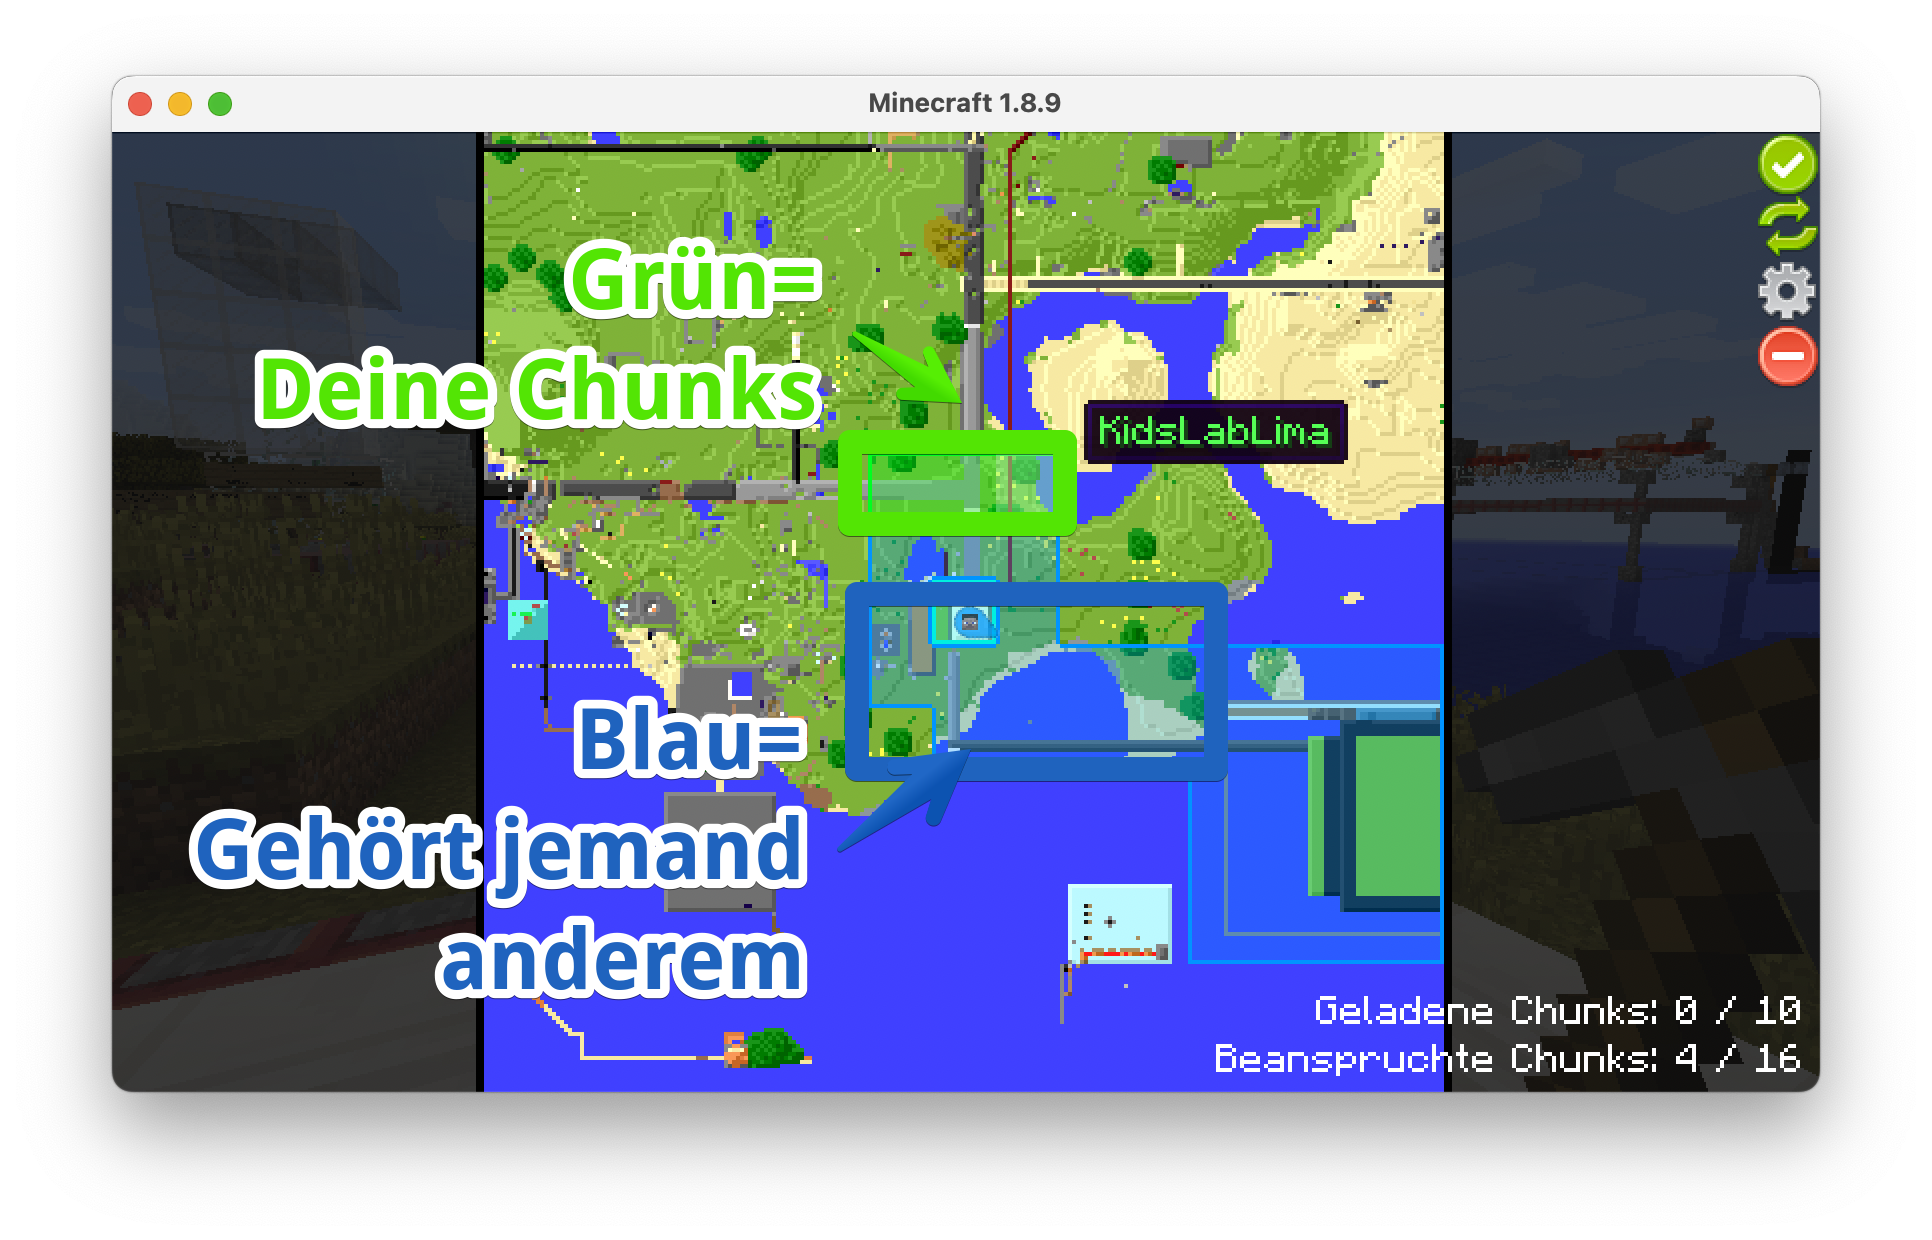 Minecraft 1.8.9
Grün=
Deine Chunks
KidsLabLima
Blau=
Gehört jemand
anderem
Geladene Chunks: 0 / 10
Beanspruchte Chunks: 4 / 16